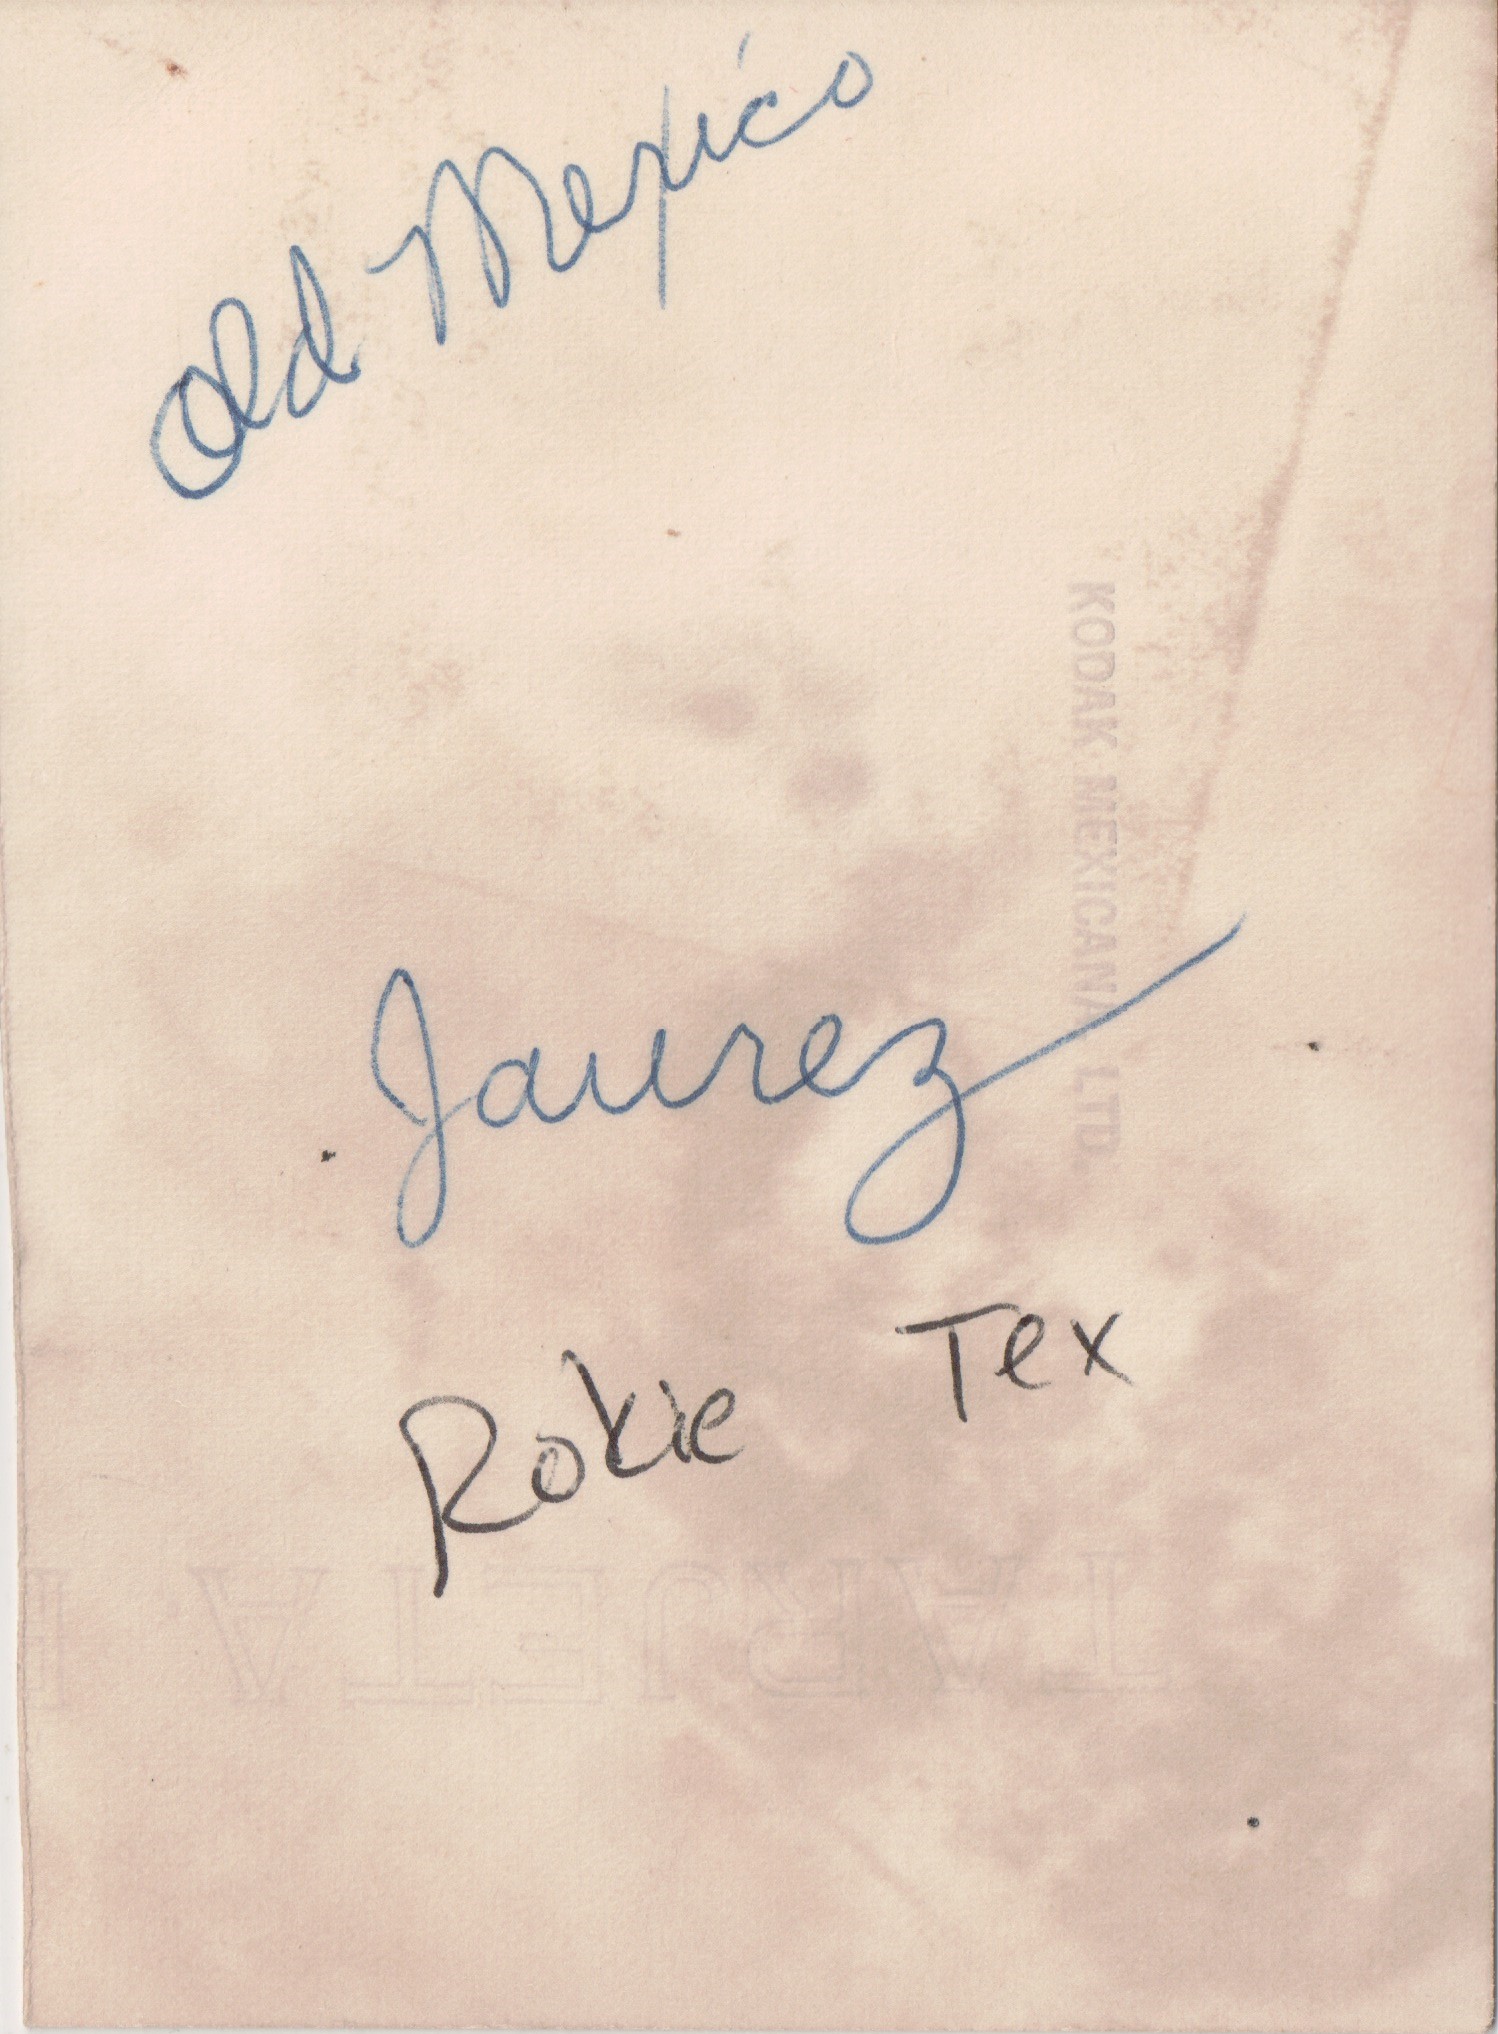 Old Mexico
KODAK MEXICANA LTD.
Jaurez
Rokie Tex
TARJETA